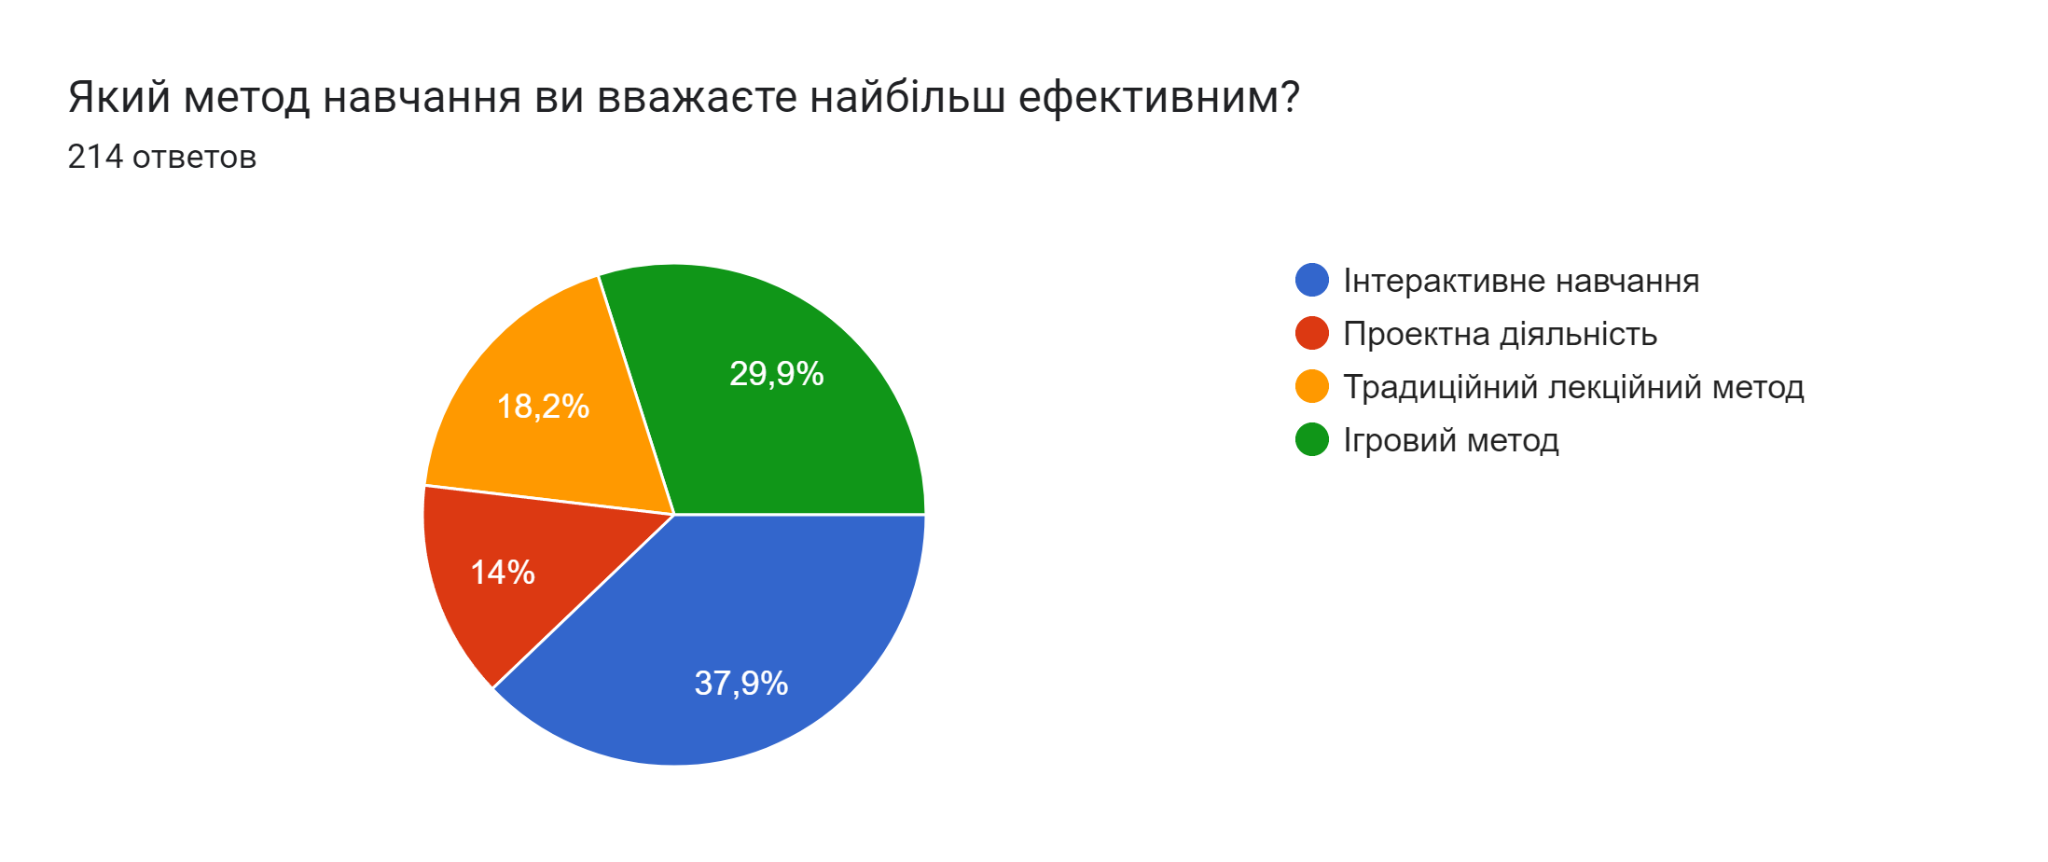 Який метод навчання ви вважаєте найбільш ефективним?
214 ответов
29,9%
18,2%
14%
37,9%
Інтерактивне навчання
Проектна діяльність
Традиційний лекційний метод
Ігровий метод